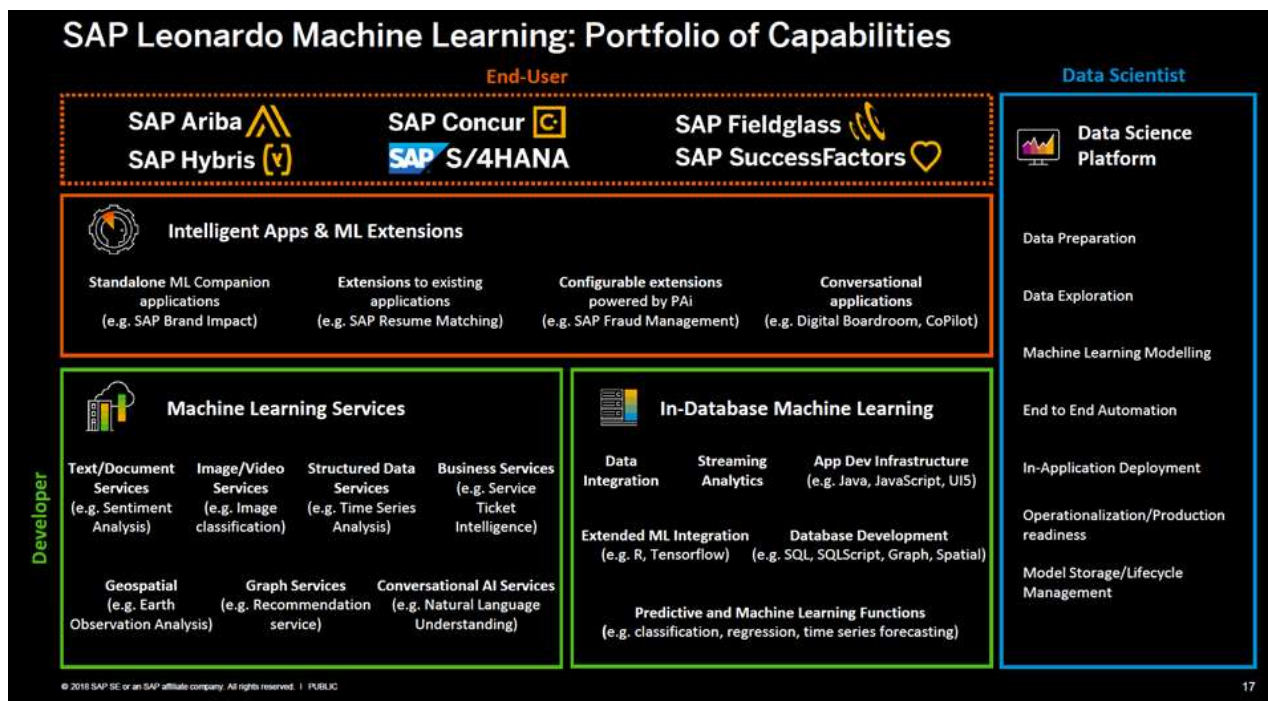 SAP Leonardo Machine Learning: Portfolio of Capabilities
End-User
SAP Ariba
SAP Concur
SAP Fieldglass
SAP Hybris
SAP S/4HANA
SAP SuccessFactors
Intelligent Apps & ML Extensions
Standalone ML Companion
applications
(e.g. SAP Brand Impact)
Extensions to existing
applications
(e.g. SAP Resume Matching)
Configurable extensions
powered by PAi
(e.g. SAP Fraud Management)
Conversational
applications
(e.g. Digital Boardroom, CoPilot)
Developer
Machine Learning Services
Text/Document
Services
(e.g. Sentiment
Analysis)
Image/Video
Services
(e.g. Image
classification)
Structured Data
Services
(e.g. Time Series
Analysis)
Business Services
(e.g. Service
Ticket
Intelligence)
Geospatial
(e.g. Earth
Observation Analysis)
Graph Services
(e.g. Recommendation
service)
Conversational AI Services
(e.g. Natural Language
Understanding)
In-Database Machine Learning
Data
Integration
Streaming
Analytics
App Dev Infrastructure
(e.g. Java, JavaScript, UI5)
Extended ML Integration
(e.g. R, Tensorflow)
Database Development
(e.g. SQL, SQLScript, Graph, Spatial)
Predictive and Machine Learning Functions
(e.g. classification, regression, time series forecasting)
Data Scientist
Data Science
Platform
Data Preparation
Data Exploration
Machine Learning Modelling
End to End Automation
In-Application Deployment
Operationalization/Production
readiness
Model Storage/Lifecycle
Management
© 2018 SAP SE or an SAP affiliate company. All rights reserved. | PUBLIC
17